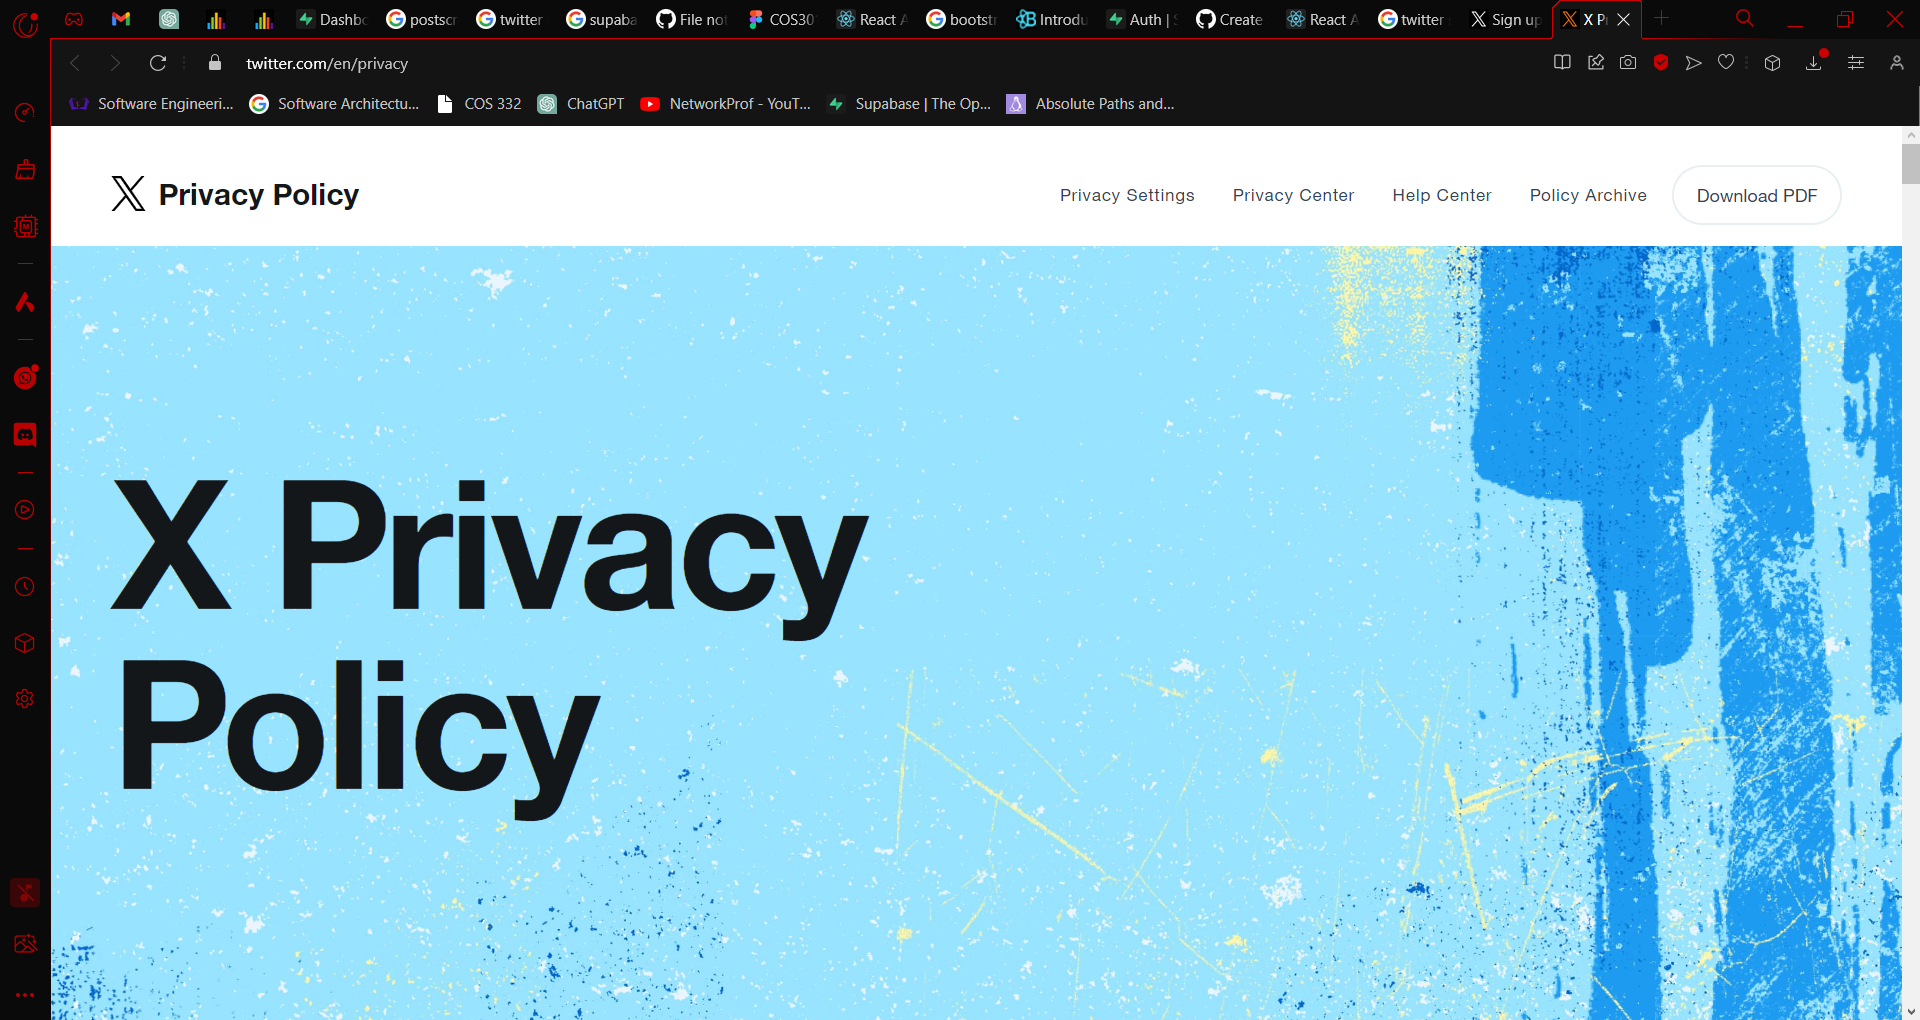 Dashb
postscr
twitter
supaba
File not
COS30
React A
bootstr
Introdu
Auth | S
Create
React A
twitter
Sign up
X P
twitter.com/en/privacy
Software Engineeri...
Software Architectu...
COS 332
ChatGPT
NetworkProf - YouT...
Supabase | The Op...
Absolute Paths and...
X Privacy Policy
Privacy Settings
Privacy Center
Help Center
Policy Archive
Download PDF
X Privacy
Policy